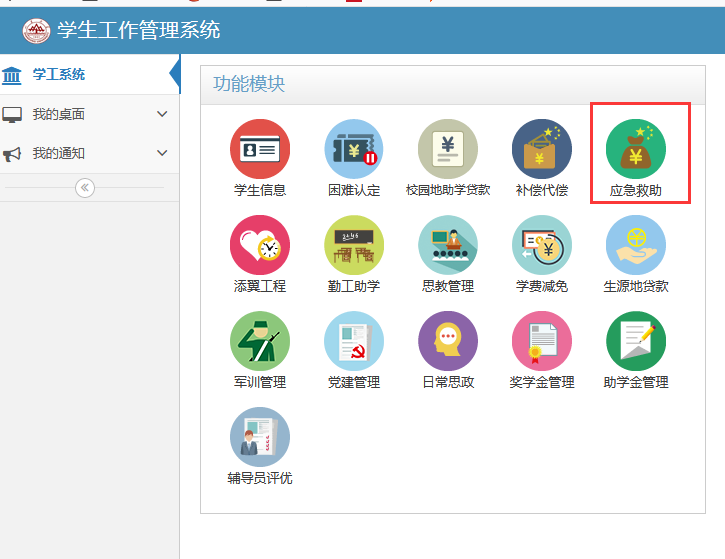 学生工作管理系统
学工系统
我的桌面
我的通知
功能模块
学生信息
困难认定
校园地助学贷款
补偿代偿
应急救助
添翼工程
勤工助学
思教管理
学费减免
生源地贷款
军训管理
党建管理
日常思政
奖学金管理
助学金管理
辅导员评优